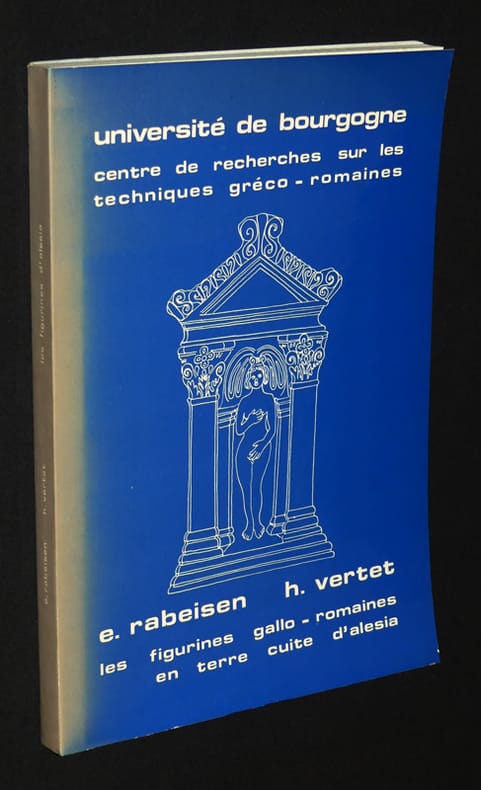 université de bourgogne
centre de recherches sur les
techniques gréco - romaines
e. rabeisen h. vertet
les figurines gallo - romaines
en terre cuite d'alesia
e. rabeisen h. vertet les figurines d'alesia